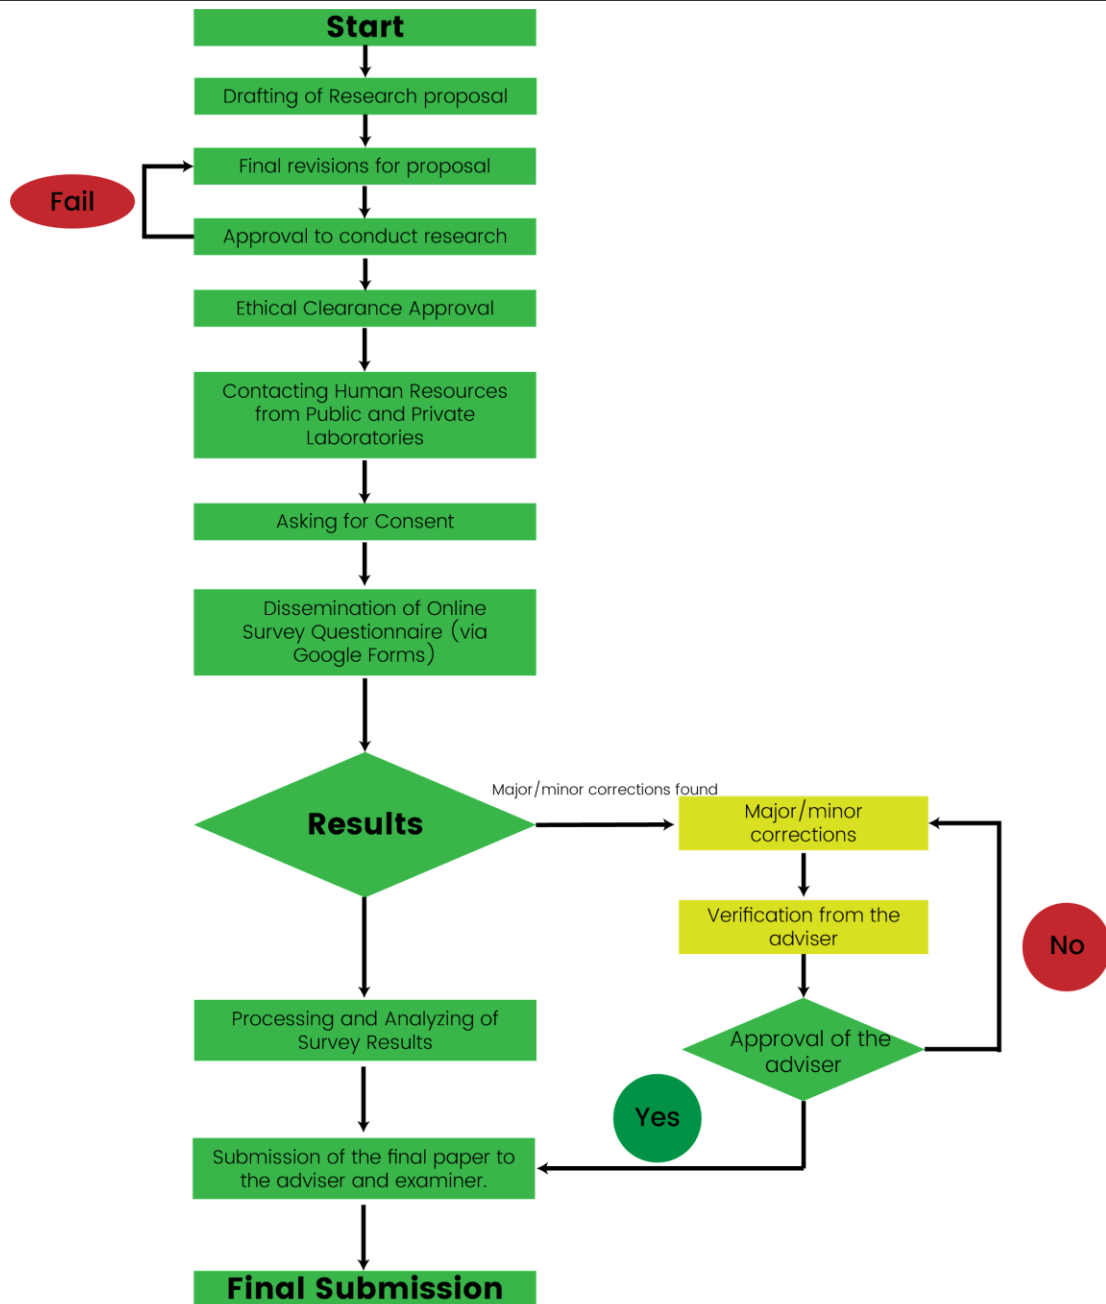 Start
Drafting of Research proposal
Final revisions for proposal
Fail
Approval to conduct research
Ethical Clearance Approval
Contacting Human Resources
from Public and Private
Laboratories
Asking for Consent
Dissemination of Online
Survey Questionnaire (via
Google Forms)
Results
Major/minor corrections found
Major/minor
corrections
Verification from the
adviser
No
Approval of the
adviser
Yes
Processing and Analyzing of
Survey Results
Submission of the final paper to
the adviser and examiner.
Final Submission